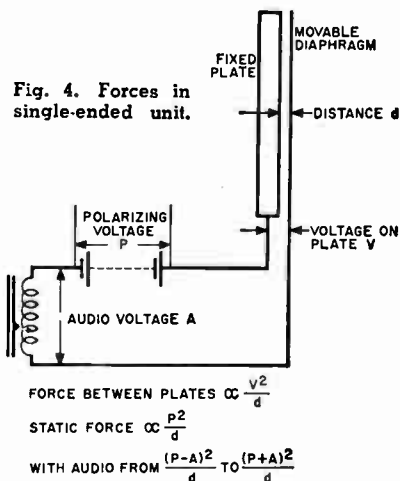 Fig. 4. Forces in
single-ended unit.
FIXED
PLATE
MOVABLE
DIAPHRAGM
DISTANCE d
POLARIZING
VOLTAGE
P
VOLTAGE ON
PLATE V
AUDIO VOLTAGE A
FORCE BETWEEN PLATES ∝ V²/d
STATIC FORCE ∝ P²/d
WITH AUDIO FROM (P-A)²/d TO (P+A)²/d